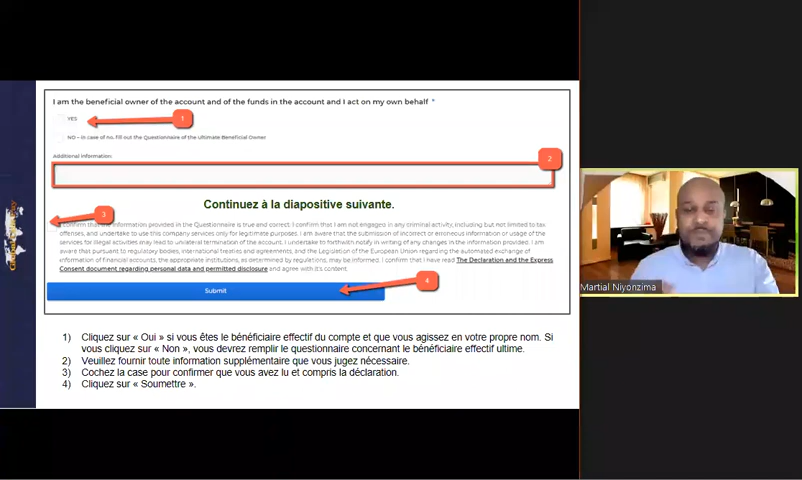 I am the beneficial owner of the account and of the funds in the account and I act on my own behalf *
YES
1
NO – in case of no. Fill out the Questionnaire of the Ultimate Beneficial Owner
Additional information:
2
Continuez à la diapositive suivante.
3
I confirm that the information provided in the Questionnaire is true and correct. I confirm that I am not engaged in any criminal activity, including but not limited to tax
offenses, and undertake to use this company services only for legitimate purposes. I am aware that the submission of incorrect or erroneous information or usage of the
services for illegal activities may lead to unilateral termination of the account. I undertake to forthwith notify in writing of any changes in the information provided. I am
aware that pursuant to regulatory bodies, international treaties and agreements, and the Legislation of the European Union regarding the automated exchange of
information of financial accounts, the appropriate institutions, as determined by regulations, may be informed. I confirm that I have read The Declaration and the Express
Consent document regarding personal data and permitted disclosure and agree with it's content.
4
Submit
1) Cliquez sur « Oui » si vous êtes le bénéficiaire effectif du compte et que vous agissez en votre propre nom. Si
vous cliquez sur « Non », vous devrez remplir le questionnaire concernant le bénéficiaire effectif ultime.
2) Veuillez fournir toute information supplémentaire que vous jugez nécessaire.
3) Cochez la case pour confirmer que vous avez lu et compris la déclaration.
4) Cliquez sur « Soumettre ».
Martial Niyonzima